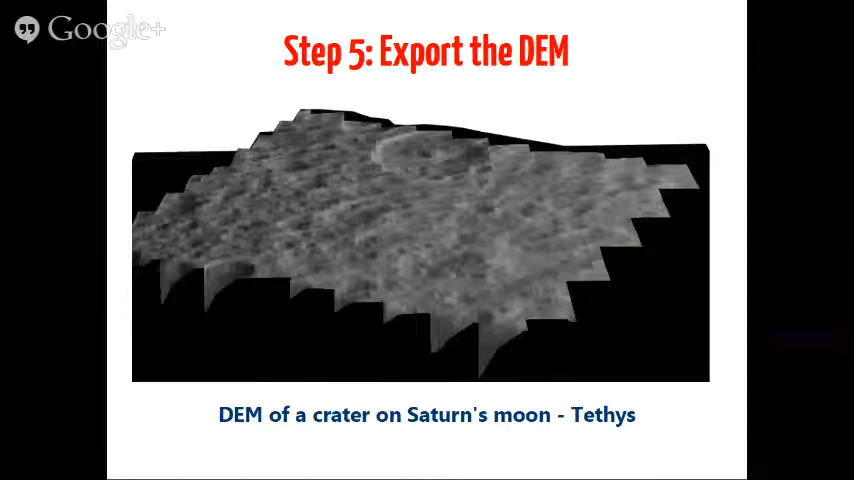 Google+
Step 5: Export the DEM
DEM of a crater on Saturn's moon - Tethys